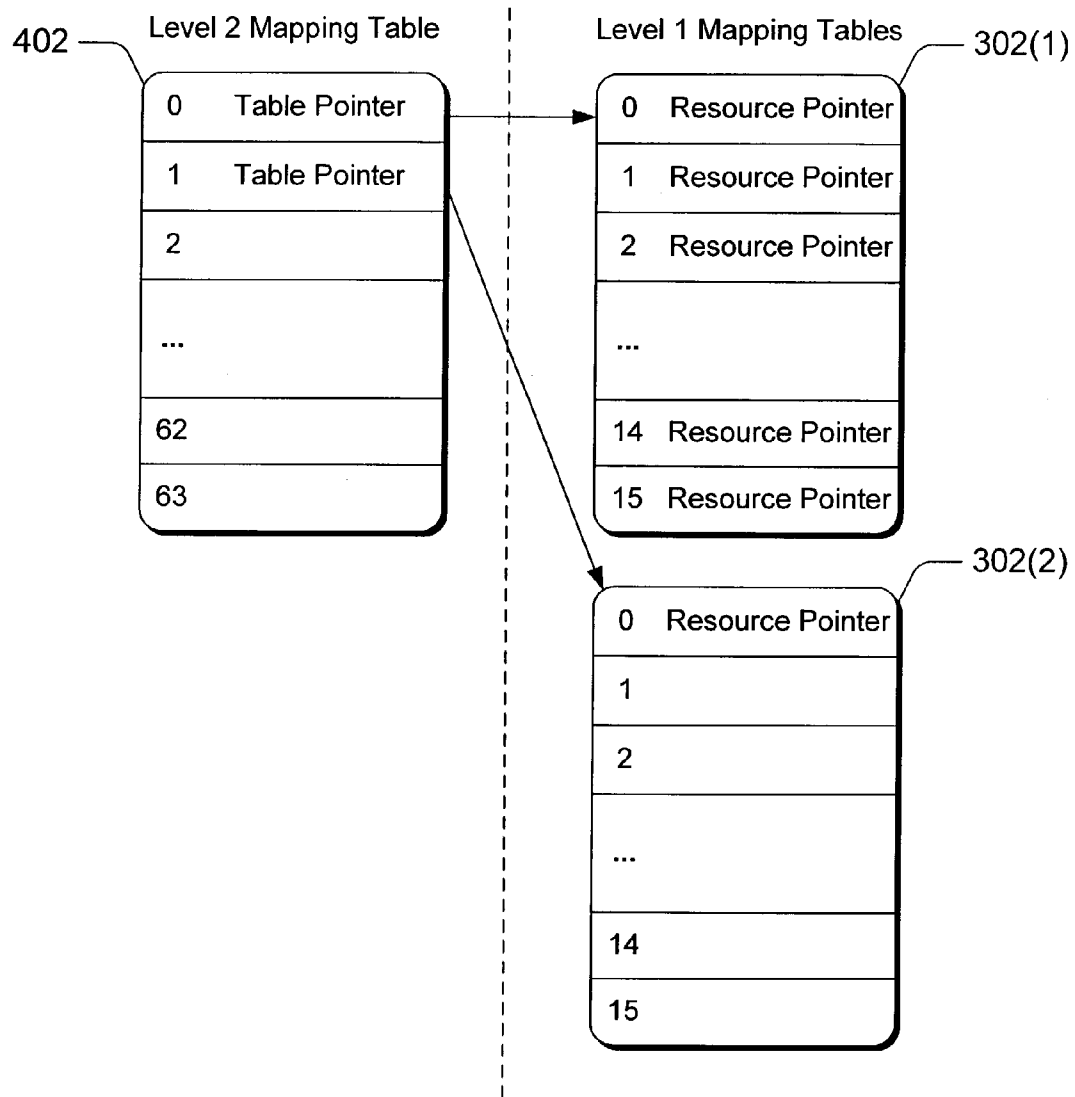 Level 2 Mapping Table
402
0 Table Pointer
1 Table Pointer
2
...
62
63
Level 1 Mapping Tables
302(1)
0 Resource Pointer
1 Resource Pointer
2 Resource Pointer
...
14 Resource Pointer
15 Resource Pointer
302(2)
0 Resource Pointer
1
2
...
14
15